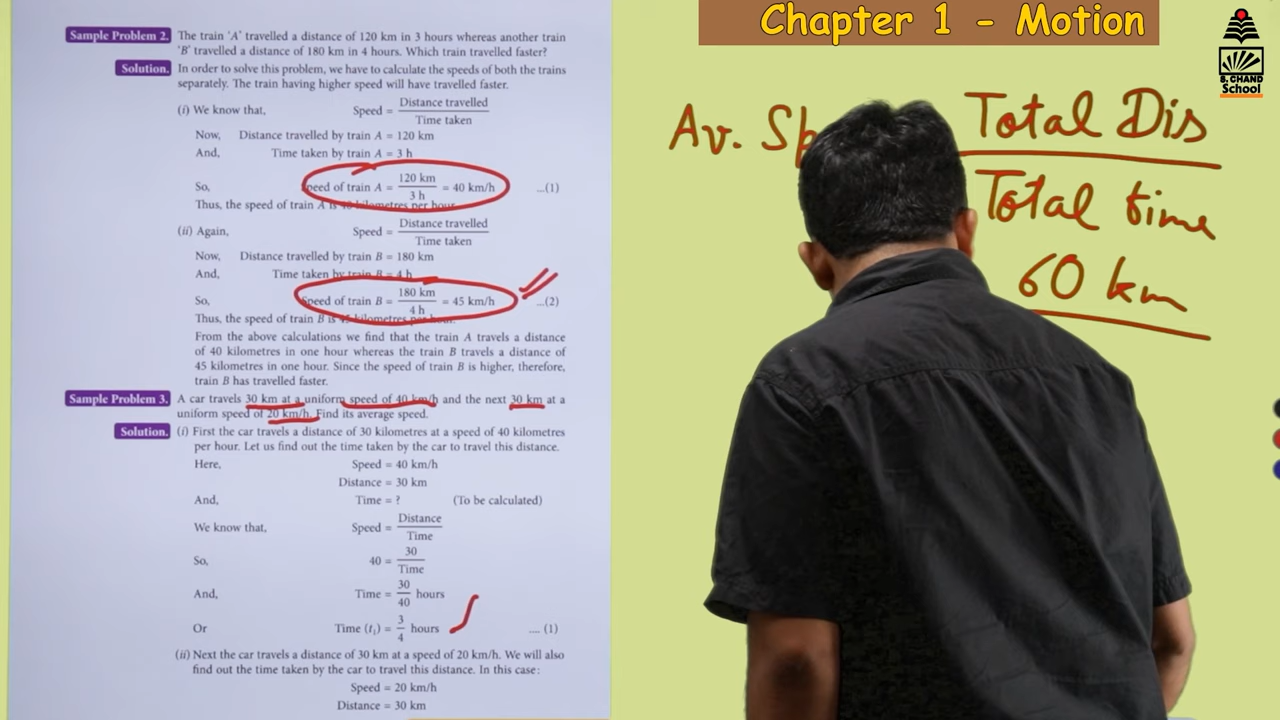 Chapter 1 - Motion
S. CHAND
School
Sample Problem 2. The train 'A' travelled a distance of 120 km in 3 hours whereas another train
'B' travelled a distance of 180 km in 4 hours. Which train travelled faster?
Solution. In order to solve this problem, we have to calculate the speeds of both the trains
separately. The train having higher speed will have travelled faster.
(i) We know that, Speed = Distance travelled / Time taken
Now, Distance travelled by train A = 120 km
And, Time taken by train A = 3 h
So, Speed of train A = 120 km / 3 h = 40 km/h ...(1)
Thus, the speed of train A is 40 kilometres per hour.
(ii) Again, Speed = Distance travelled / Time taken
Now, Distance travelled by train B = 180 km
And, Time taken by train B = 4 h
So, Speed of train B = 180 km / 4 h = 45 km/h ...(2)
Thus, the speed of train B is 45 kilometres per hour.
From the above calculations we find that the train A travels a distance
of 40 kilometres in one hour whereas the train B travels a distance of
45 kilometres in one hour. Since the speed of train B is higher, therefore,
train B has travelled faster.
Sample Problem 3. A car travels 30 km at a uniform speed of 40 km/h and the next 30 km at a
uniform speed of 20 km/h. Find its average speed.
Solution. (i) First the car travels a distance of 30 kilometres at a speed of 40 kilometres
per hour. Let us find out the time taken by the car to travel this distance.
Here, Speed = 40 km/h
Distance = 30 km
And, Time = ? (To be calculated)
We know that, Speed = Distance / Time
So, 40 = 30 / Time
And, Time = 30 / 40 hours
Or Time (t₁) = 3 / 4 hours .... (1)
(ii) Next the car travels a distance of 30 km at a speed of 20 km/h. We will also
find out the time taken by the car to travel this distance. In this case:
Speed = 20 km/h
Distance = 30 km
Av. Sp
Total Dis
Total time
60 km